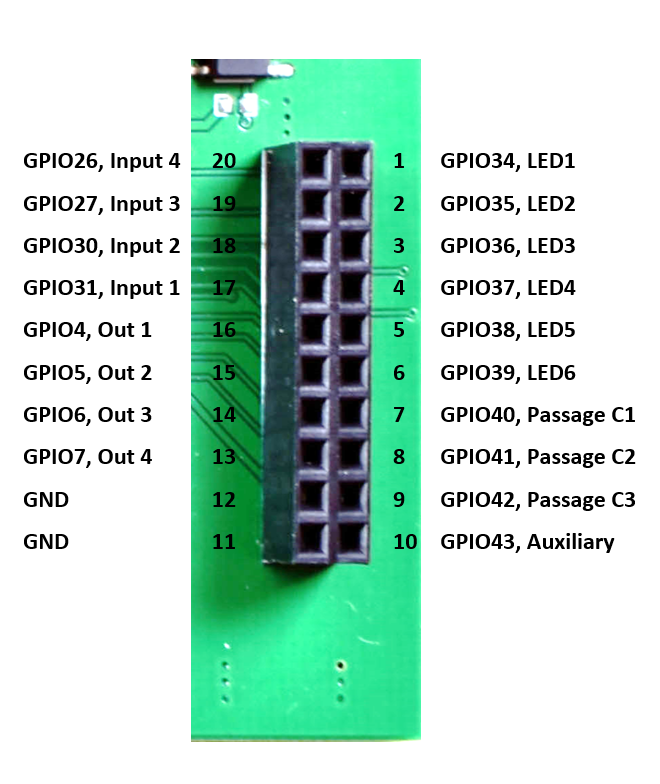 GPIO26, Input 4 20 1 GPIO34, LED1
GPIO27, Input 3 19 2 GPIO35, LED2
GPIO30, Input 2 18 3 GPIO36, LED3
GPIO31, Input 1 17 4 GPIO37, LED4
GPIO4, Out 1 16 5 GPIO38, LED5
GPIO5, Out 2 15 6 GPIO39, LED6
GPIO6, Out 3 14 7 GPIO40, Passage C1
GPIO7, Out 4 13 8 GPIO41, Passage C2
GND 12 9 GPIO42, Passage C3
GND 11 10 GPIO43, Auxiliary